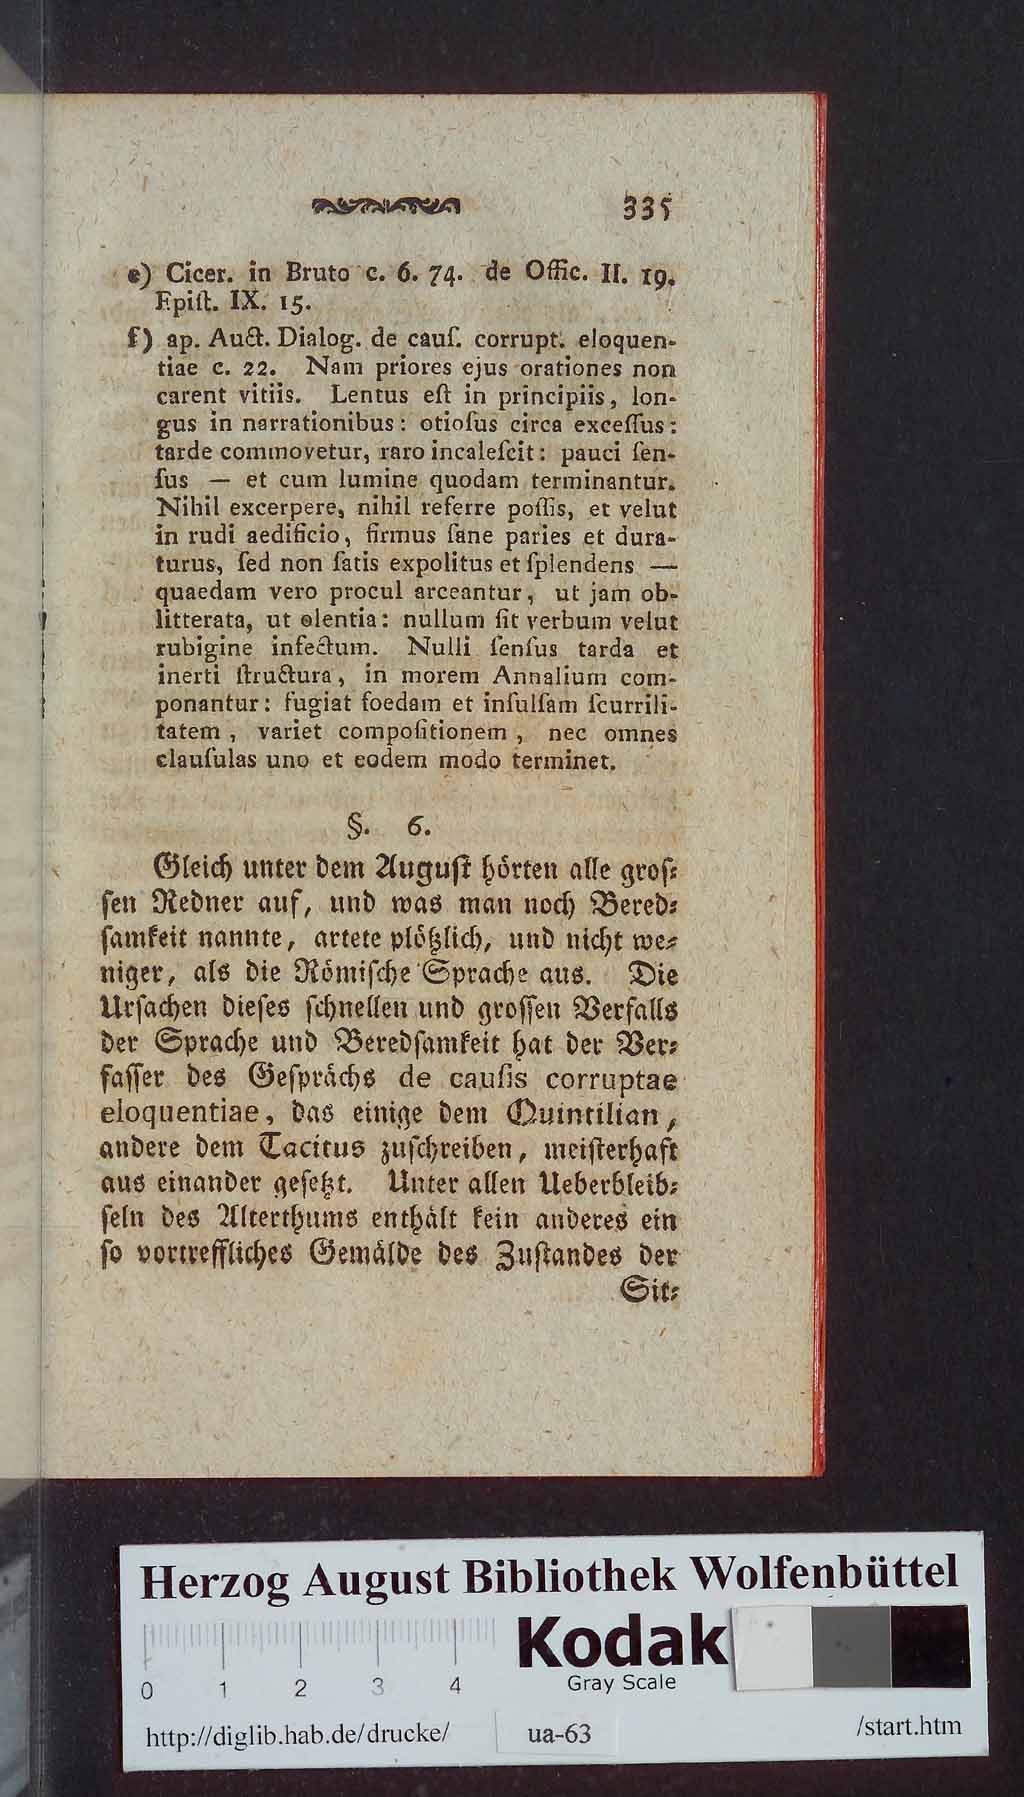 335
e) Cicer. in Bruto c. 6. 74. de Offic. II. 19.
Epiſt. IX. 15.
f) ap. Auct. Dialog. de cauſ. corrupt. eloquen-
tiae c. 22. Nam priores ejus orationes non
carent vitiis. Lentus eſt in principiis, lon-
gus in narrationibus: otioſus circa exceſſus:
tarde commovetur, raro incaleſcit: pauci ſen-
ſus — et cum lumine quodam terminantur.
Nihil excerpere, nihil referre poſſis, et velut
in rudi aedificio, firmus ſane paries et dura-
turus, ſed non ſatis expolitus et ſplendens —
quaedam vero procul arceantur, ut jam ob-
litterata, ut olentia: nullum ſit verbum velut
rubigine infectum. Nulli ſenſus tarda et
inerti ſtructura, in morem Annalium com-
ponantur: fugiat foedam et inſulſam ſcurrili-
tatem, variet compoſitionem, nec omnes
clauſulas uno et eodem modo terminet.
§. 6.
Gleich unter dem Auguſt hörten alle groſ-
ſen Redner auf, und was man noch Bered-
ſamkeit nannte, artete plötzlich, und nicht we-
niger, als die Römiſche Sprache aus. Die
Urſachen dieſes ſchnellen und groſſen Verfalls
der Sprache und Beredſamkeit hat der Ver-
faſſer des Geſprächs de cauſis corruptae
eloquentiae, das einige dem Quintilian,
andere dem Tacitus zuſchreiben, meiſterhaft
aus einander geſetzt. Unter allen Ueberbleib-
ſeln des Alterthums enthält kein anderes ein
ſo vortreffliches Gemälde des Zuſtandes der
Sit-
Herzog August Bibliothek Wolfenbüttel
Kodak
Gray Scale
0 1 2 3 4
http://diglib.hab.de/drucke/ ua-63 /start.htm